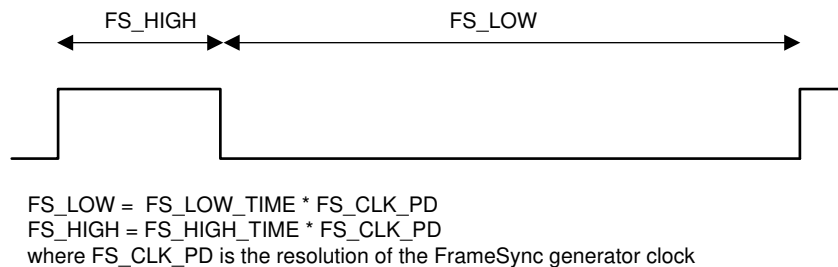 FS_HIGH FS_LOW
FS_LOW = FS_LOW_TIME * FS_CLK_PD
FS_HIGH = FS_HIGH_TIME * FS_CLK_PD
where FS_CLK_PD is the resolution of the FrameSync generator clock